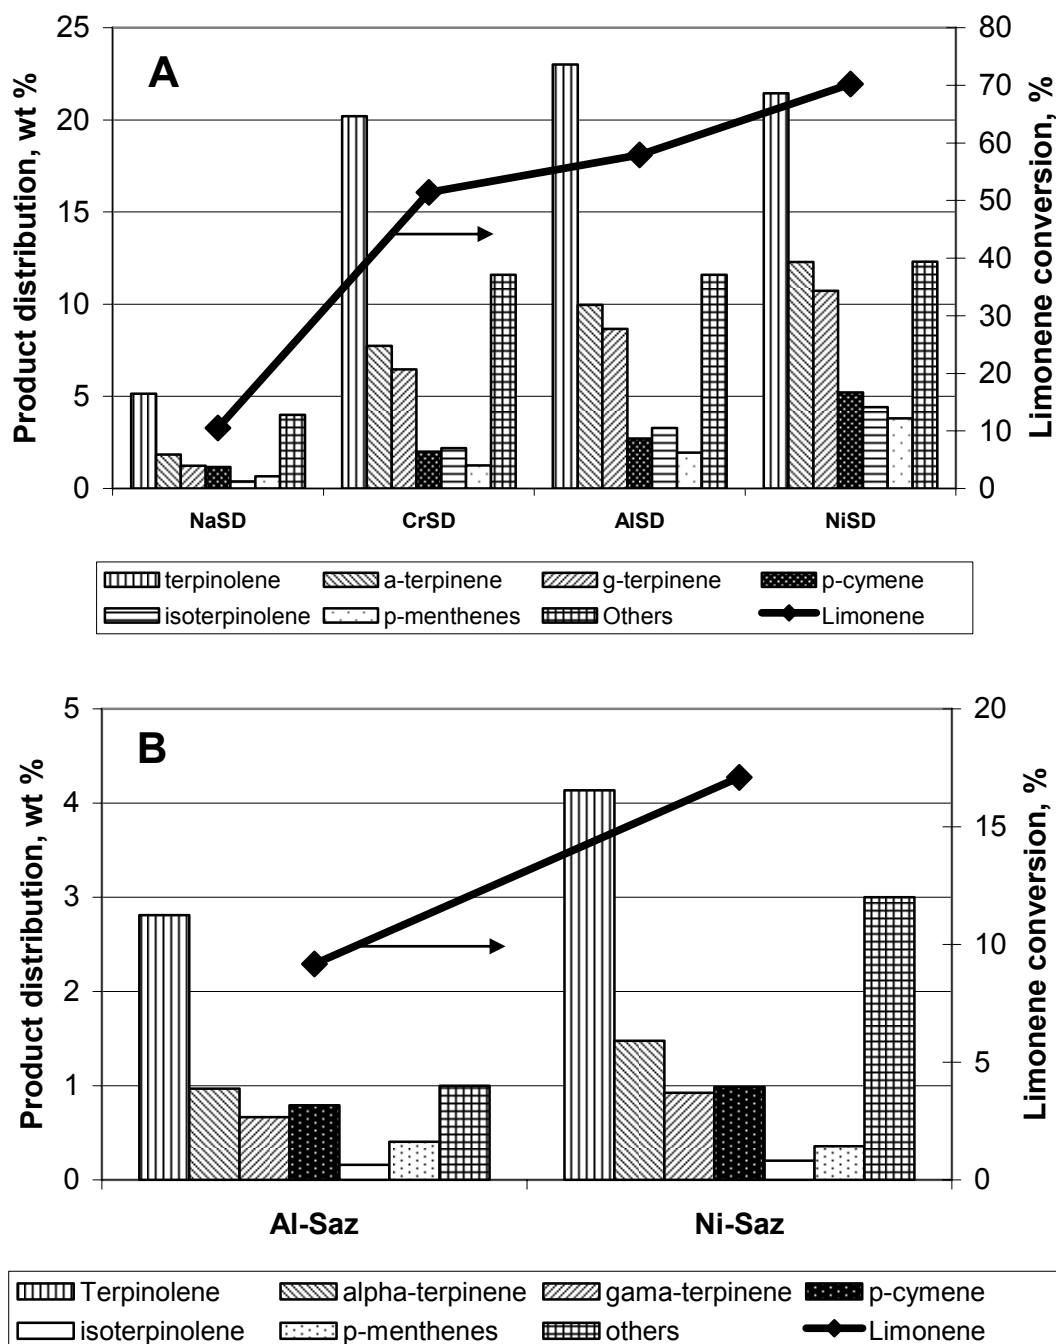 A
Product distribution, wt %
25
20
15
10
5
0
Limonene conversion, %
80
70
60
50
40
30
20
10
0
NaSD CrSD AlSD NiSD
terpinolene a-terpinene g-terpinene p-cymene
isoterpinolene p-menthenes Others Limonene
B
Product distribution, wt %
5
4
3
2
1
0
Limonene conversion, %
20
15
10
5
0
Al-Saz Ni-Saz
Terpinolene alpha-terpinene gama-terpinene p-cymene
isoterpinolene p-menthenes others Limonene